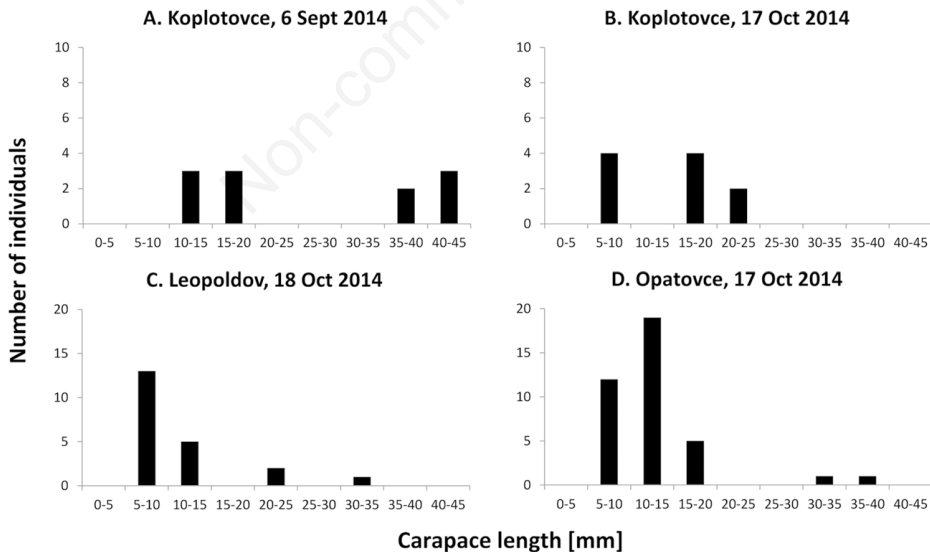 A. Koplotovce, 6 Sept 2014
10
8
6
4
2
0
0-5 5-10 10-15 15-20 20-25 25-30 30-35 35-40 40-45
B. Koplotovce, 17 Oct 2014
10
8
6
4
2
0
0-5 5-10 10-15 15-20 20-25 25-30 30-35 35-40 40-45
C. Leopoldov, 18 Oct 2014
20
15
10
5
0
0-5 5-10 10-15 15-20 20-25 25-30 30-35 35-40 40-45
D. Opatovce, 17 Oct 2014
20
15
10
5
0
0-5 5-10 10-15 15-20 20-25 25-30 30-35 35-40 40-45
Number of individuals
Carapace length [mm]